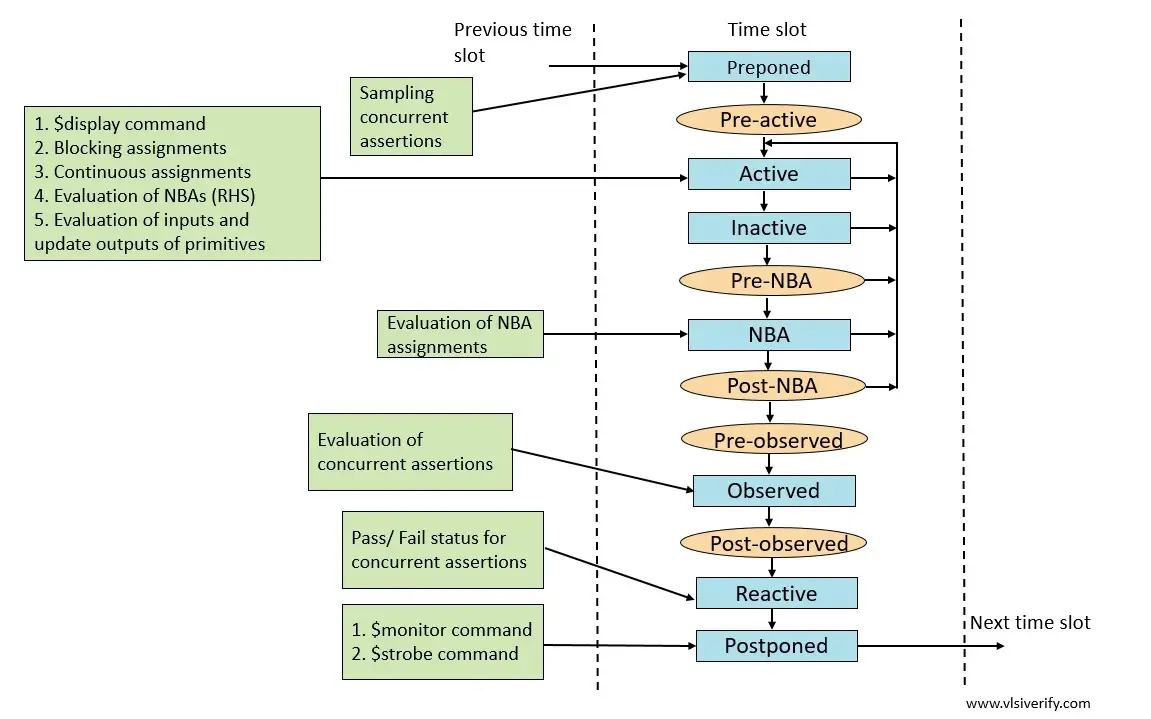 Previous time
slot
Time slot
Preponed
Sampling
concurrent
assertions
Pre-active
1. $display command
2. Blocking assignments
3. Continuous assignments
4. Evaluation of NBAs (RHS)
5. Evaluation of inputs and
update outputs of primitives
Active
Inactive
Pre-NBA
Evaluation of NBA
assignments
NBA
Post-NBA
Evaluation of
concurrent assertions
Pre-observed
Observed
Pass/ Fail status for
concurrent assertions
Post-observed
Reactive
1. $monitor command
2. $strobe command
Postponed
Next time slot
www.vlsiverify.com